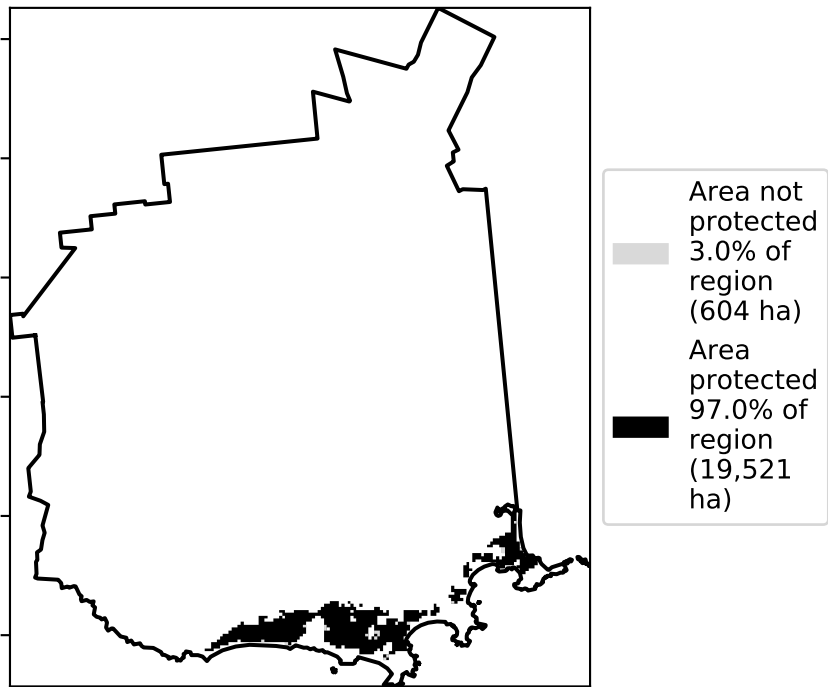 Area not
protected
3.0% of
region
(604 ha)
Area
protected
97.0% of
region
(19,521
ha)